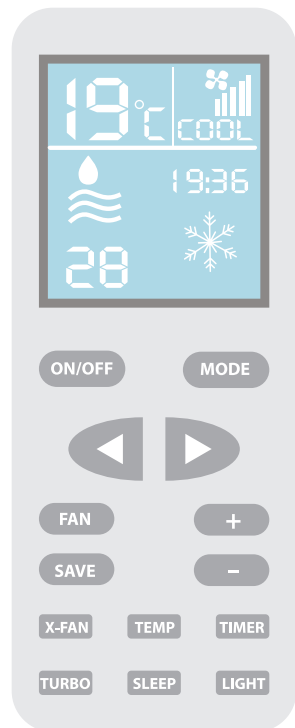 19°C
COOL
19:36
28
ON/OFF
MODE
FAN
+
SAVE
-
X-FAN TEMP TIMER
TURBO SLEEP LIGHT